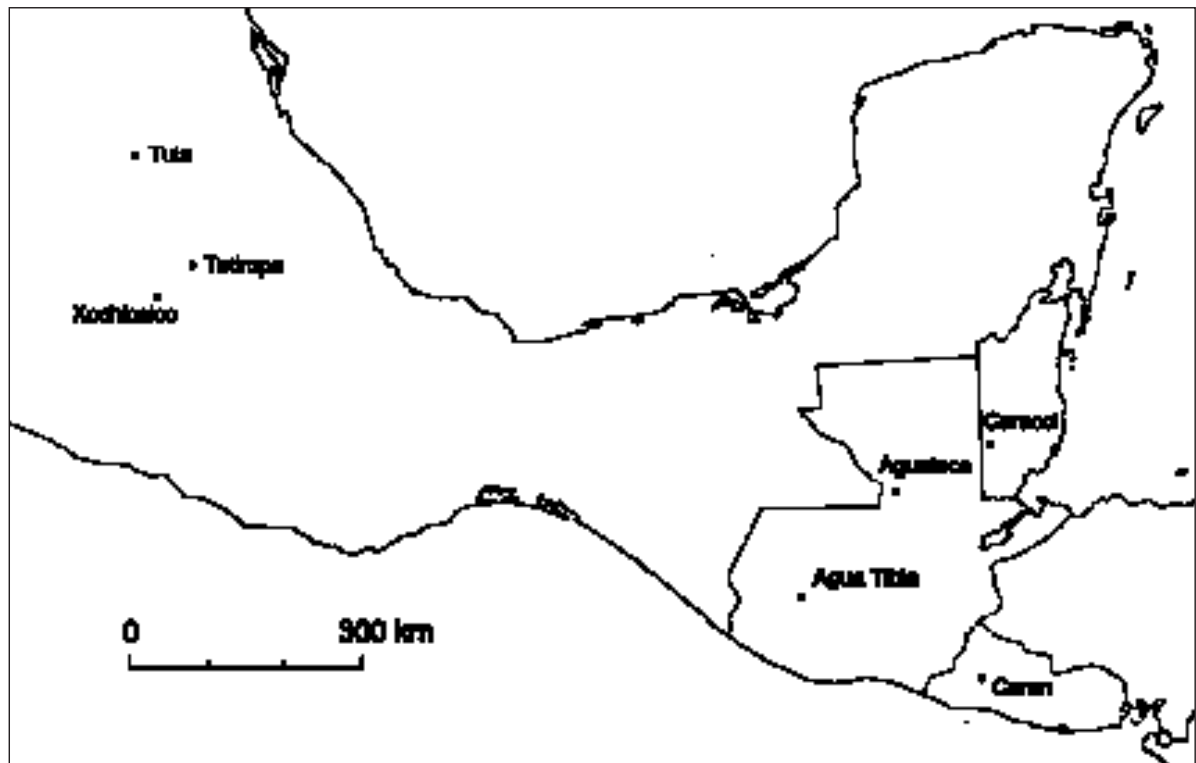 Tula
Tetimpa
Xochicalco
Caracol
Aguateca
Agua Tibia
0 300 km
Ceren